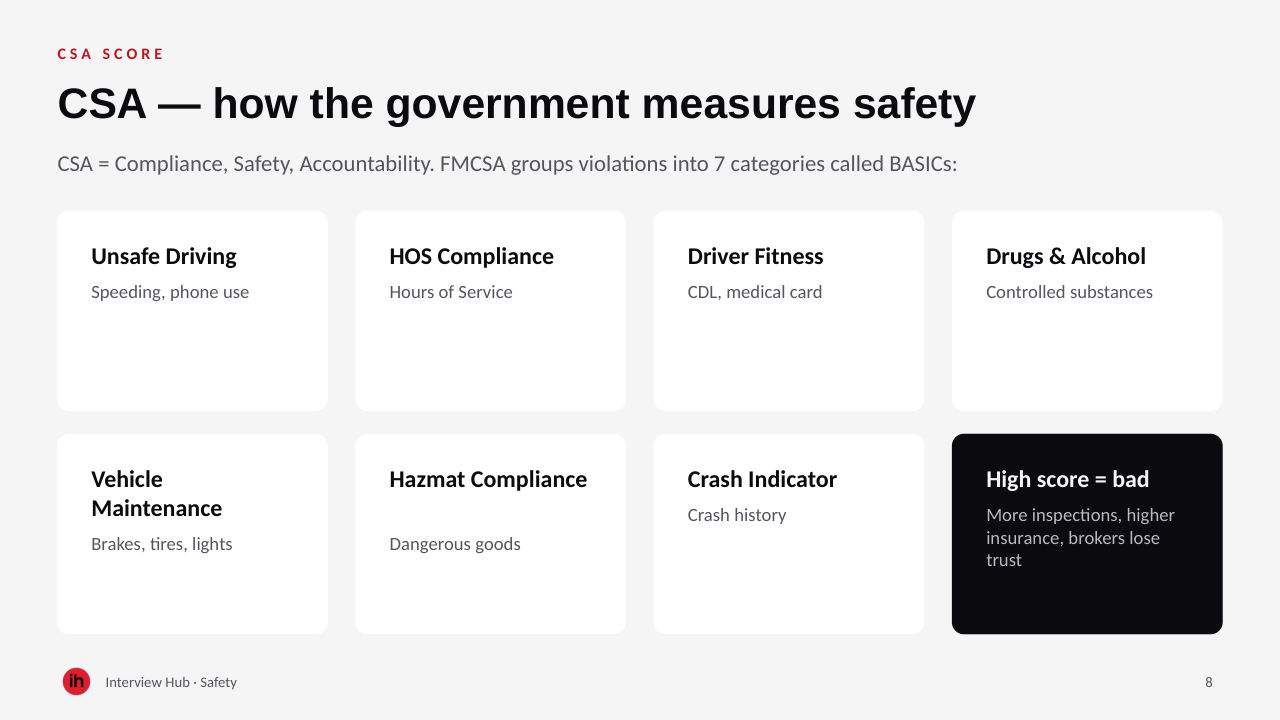 CSA SCORE
CSA — how the government measures safety
CSA = Compliance, Safety, Accountability. FMCSA groups violations into 7 categories called BASICs:
Unsafe Driving
Speeding, phone use
HOS Compliance
Hours of Service
Driver Fitness
CDL, medical card
Drugs & Alcohol
Controlled substances
Vehicle
Maintenance
Brakes, tires, lights
Hazmat Compliance
Dangerous goods
Crash Indicator
Crash history
High score = bad
More inspections, higher
insurance, brokers lose
trust
ih
Interview Hub · Safety
8